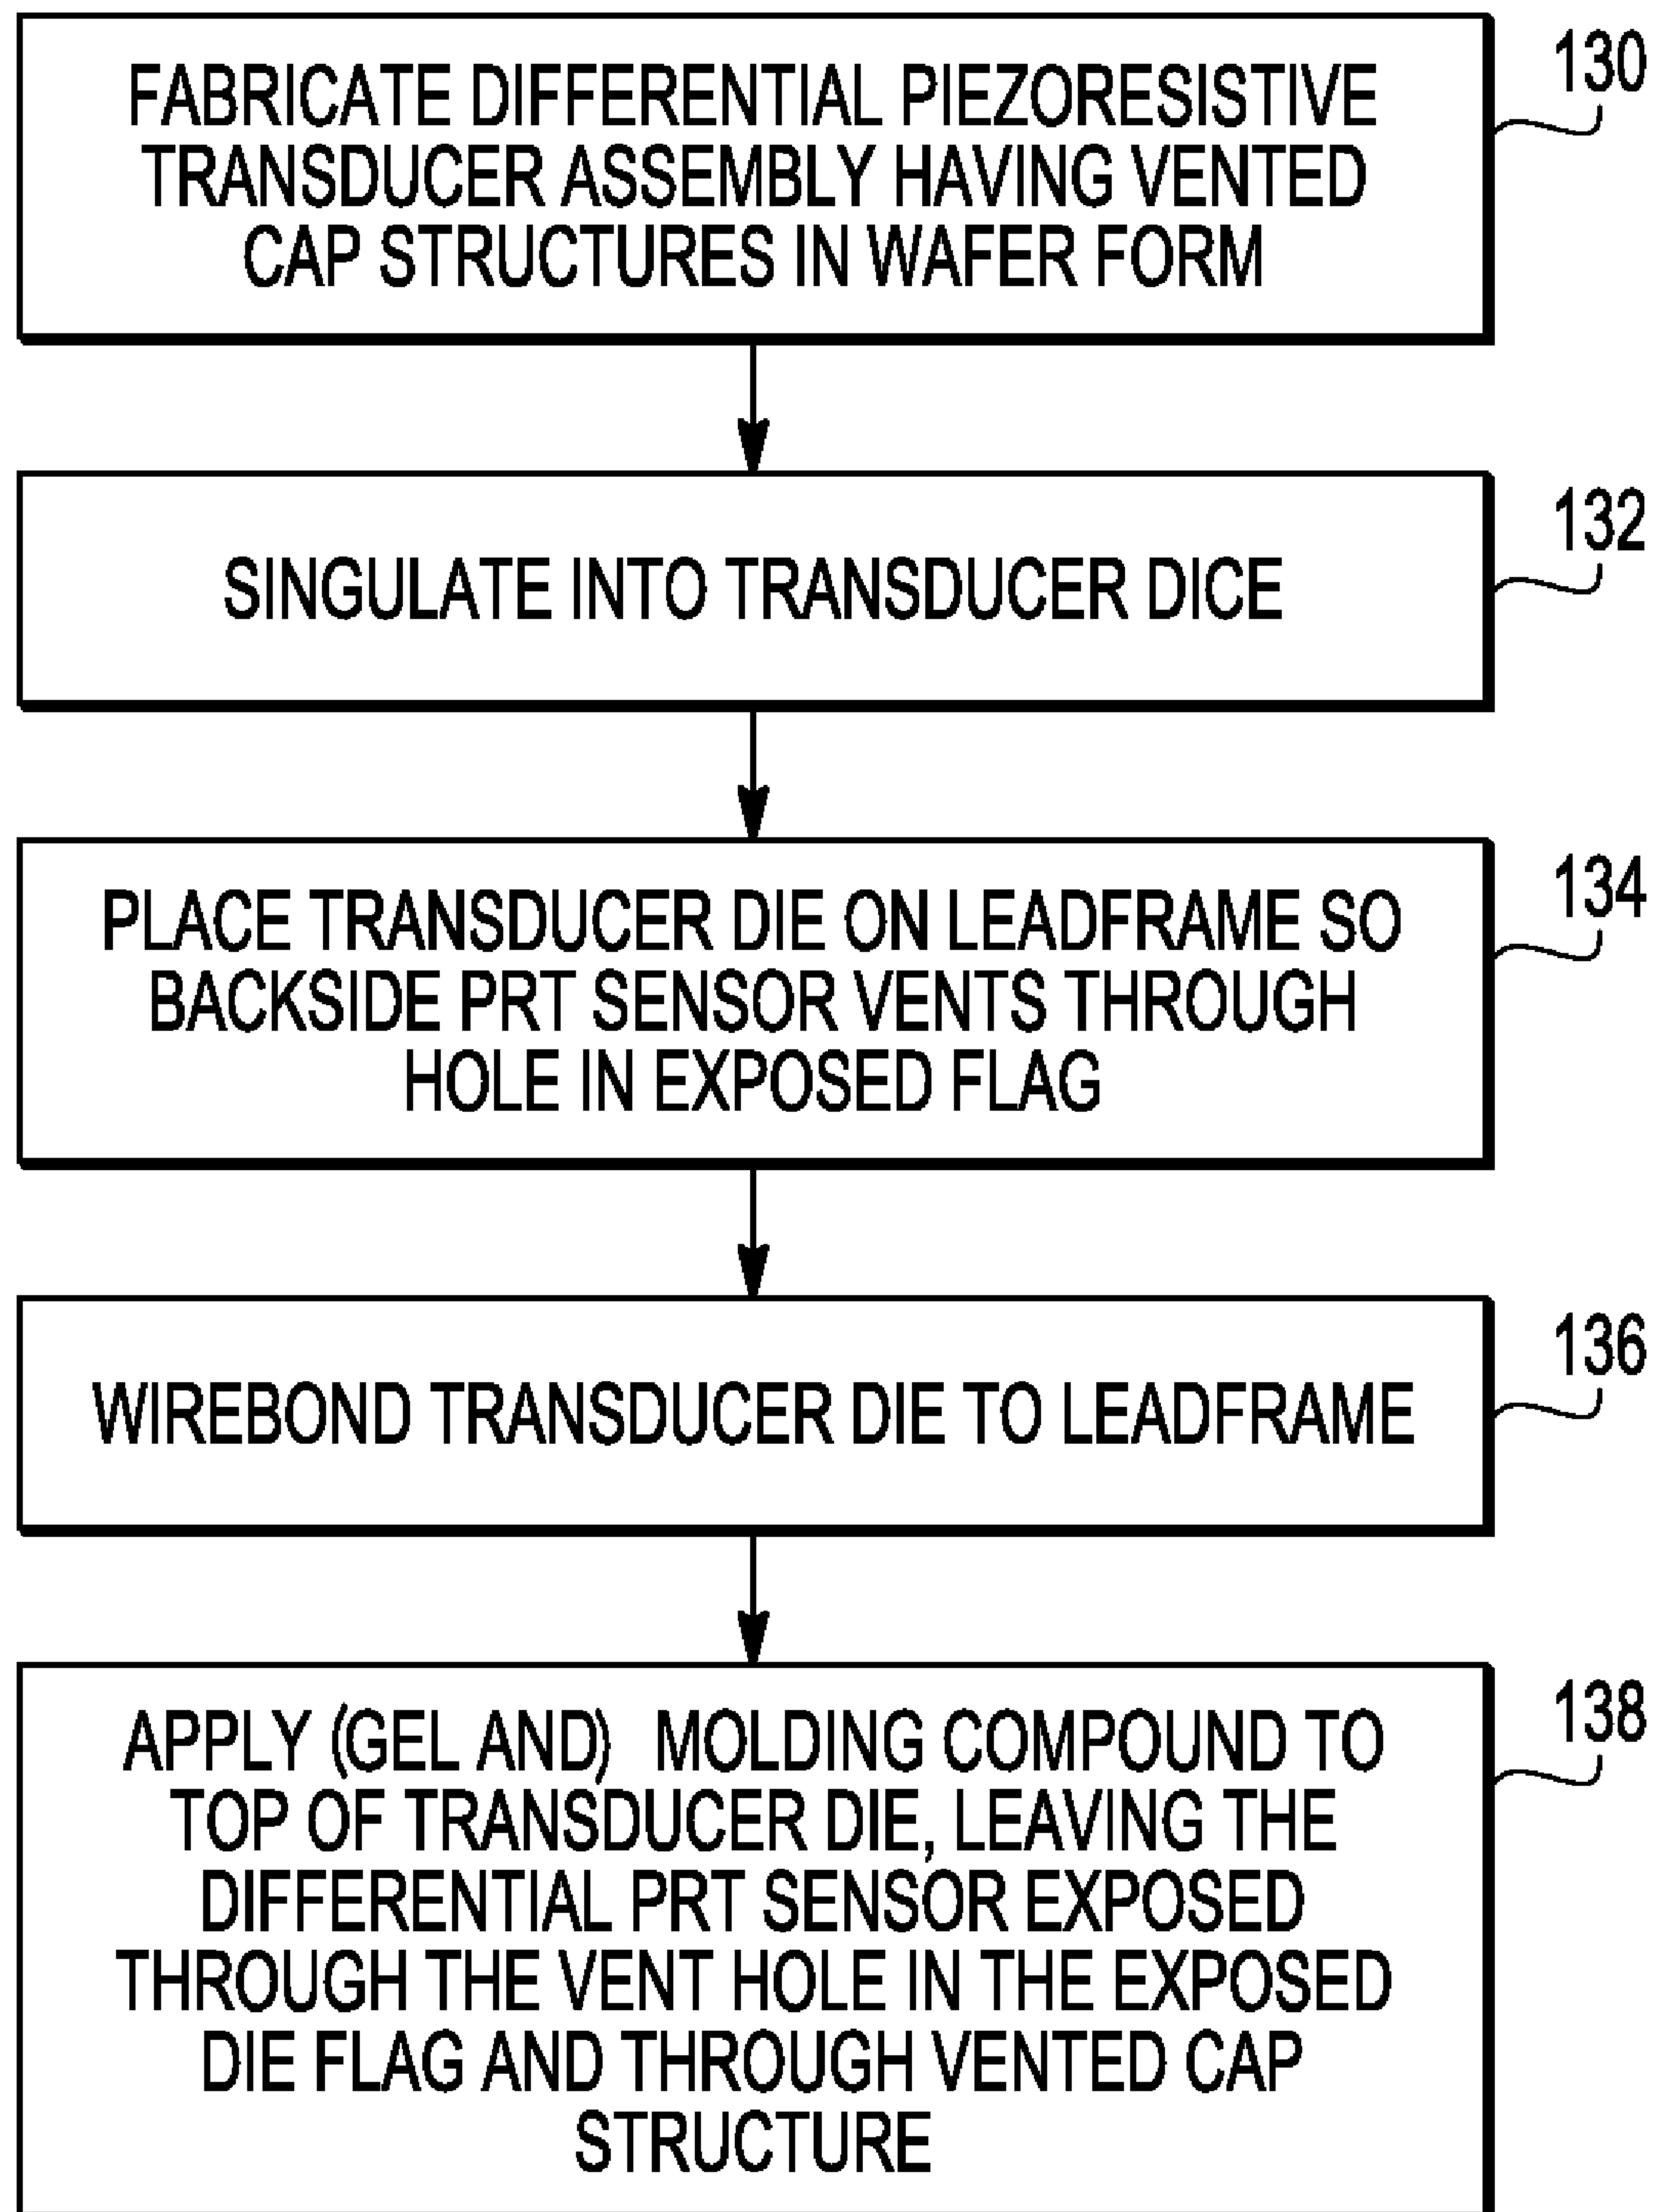 FABRICATE DIFFERENTIAL PIEZORESISTIVE
TRANSDUCER ASSEMBLY HAVING VENTED
CAP STRUCTURES IN WAFER FORM
130
SINGULATE INTO TRANSDUCER DICE
132
PLACE TRANSDUCER DIE ON LEADFRAME SO
BACKSIDE PRT SENSOR VENTS THROUGH
HOLE IN EXPOSED FLAG
134
WIREBOND TRANSDUCER DIE TO LEADFRAME
136
APPLY (GEL AND) MOLDING COMPOUND TO
TOP OF TRANSDUCER DIE, LEAVING THE
DIFFERENTIAL PRT SENSOR EXPOSED
THROUGH THE VENT HOLE IN THE EXPOSED
DIE FLAG AND THROUGH VENTED CAP
STRUCTURE
138